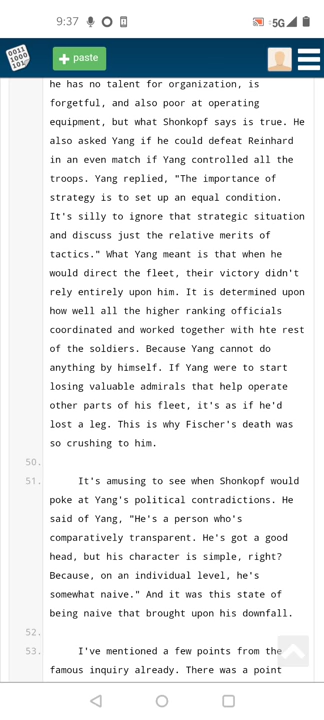 9:37
5G
0011
1000
101
+ paste
he has no talent for organization, is
forgetful, and also poor at operating
equipment, but what Shonkopf says is true. He
also asked Yang if he could defeat Reinhard
in an even match if Yang controlled all the
troops. Yang replied, "The importance of
strategy is to set up an equal condition.
It's silly to ignore that strategic situation
and discuss just the relative merits of
tactics." What Yang meant is that when he
would direct the fleet, their victory didn't
rely entirely upon him. It is determined upon
how well all the higher ranking officials
coordinated and worked together with hte rest
of the soldiers. Because Yang cannot do
anything by himself. If Yang were to start
losing valuable admirals that help operate
other parts of his fleet, it's as if he'd
lost a leg. This is why Fischer's death was
so crushing to him.
50.
51. It's amusing to see when Shonkopf would
poke at Yang's political contradictions. He
said of Yang, "He's a person who's
comparatively transparent. He's got a good
head, but his character is simple, right?
Because, on an individual level, he's
somewhat naive." And it was this state of
being naive that brought upon his downfall.
52.
53. I've mentioned a few points from the
famous inquiry already. There was a point